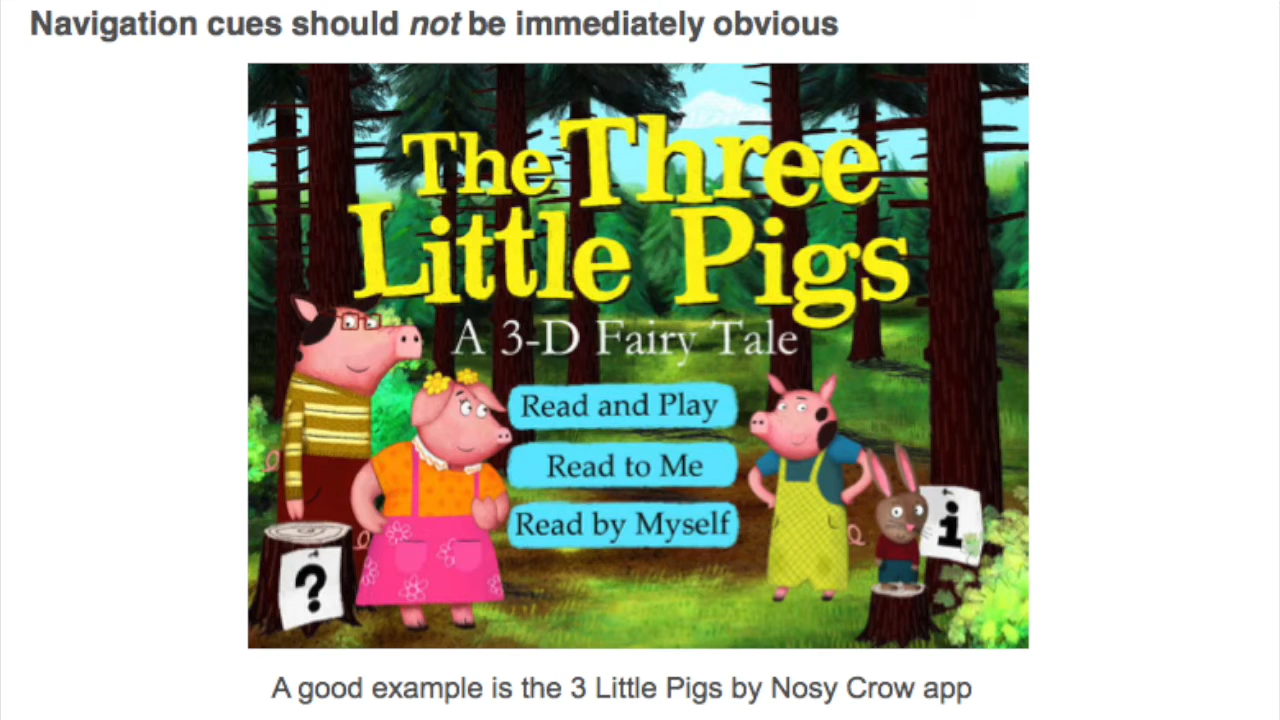 Navigation cues should not be immediately obvious
The Three
Little Pigs
A 3-D Fairy Tale
Read and Play
Read to Me
Read by Myself
?
i
A good example is the 3 Little Pigs by Nosy Crow app